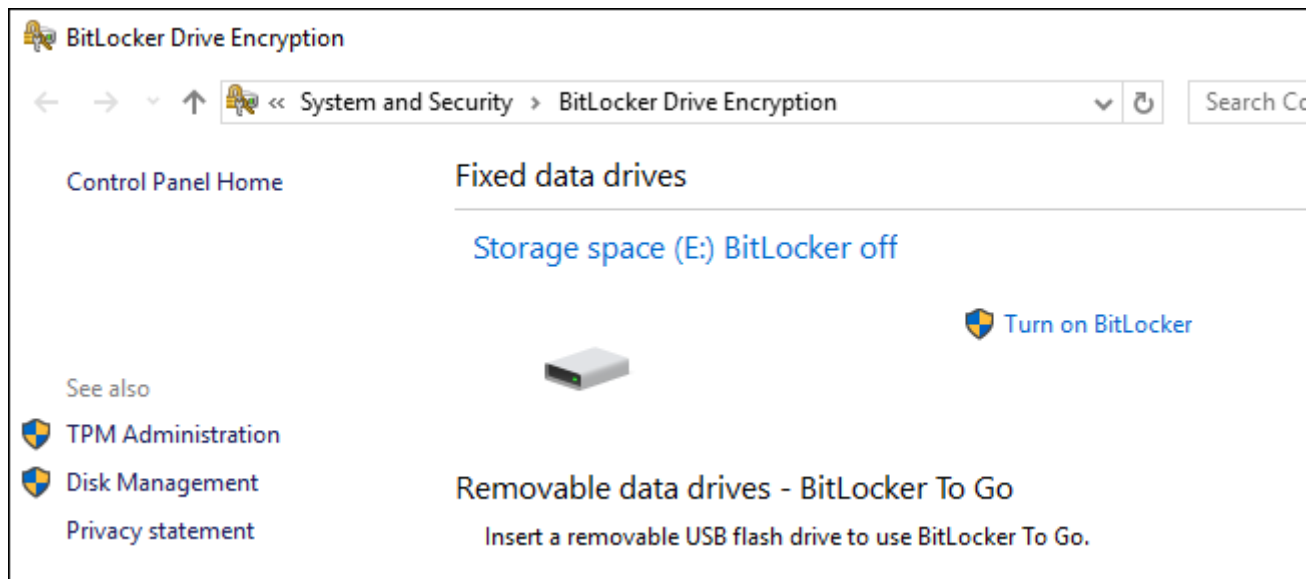 BitLocker Drive Encryption
« System and Security > BitLocker Drive Encryption
Search
Control Panel Home
Fixed data drives
Storage space (E:) BitLocker off
Turn on BitLocker
See also
TPM Administration
Disk Management
Privacy statement
Removable data drives - BitLocker To Go
Insert a removable USB flash drive to use BitLocker To Go.